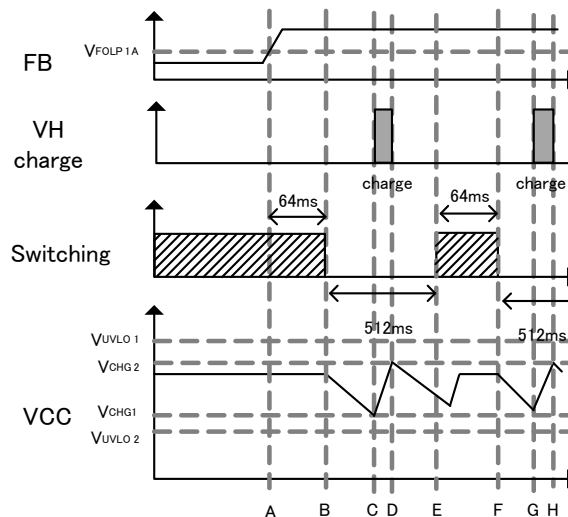 VFOLP1A
FB
VH
charge
charge
charge
64ms
64ms
Switching
512ms
512ms
VUVLO1
VCHG2
VCC
VCHG1
VUVLO2
A B C D E F G H